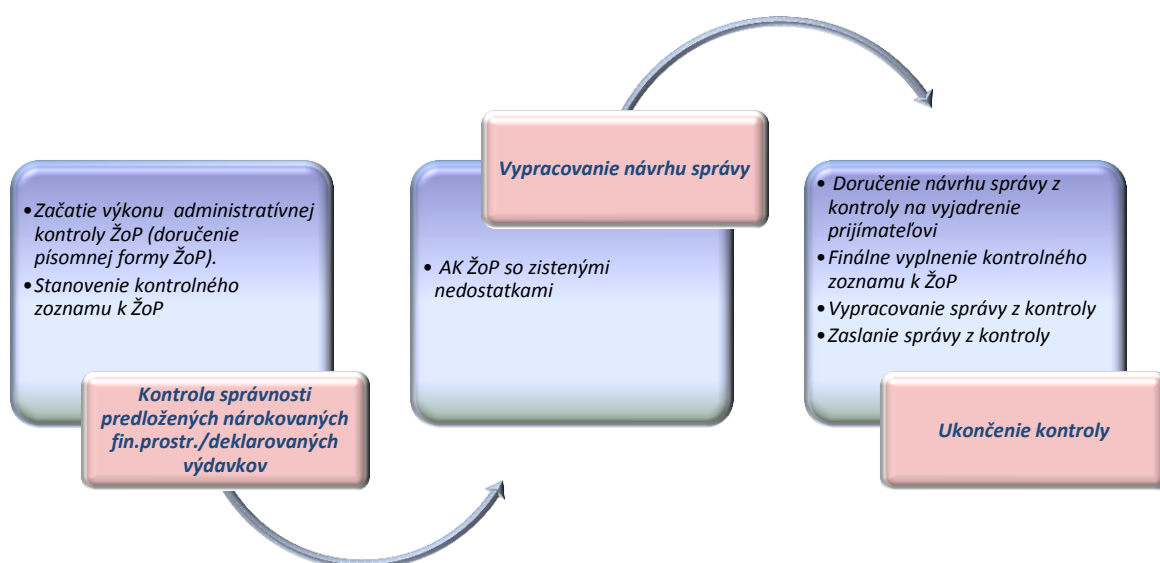 •Začatie výkonu administratívnej
kontroly ŽoP (doručenie
písomnej formy ŽoP).
•Stanovenie kontrolného
zoznamu k ŽoP
Kontrola správnosti
predložených nárokovaných
fin.prostr./deklarovaných
výdavkov
Vypracovanie návrhu správy
• AK ŽoP so zistenými
nedostatkami
• Doručenie návrhu správy z
kontroly na vyjadrenie
prijímateľovi
•Finálne vyplnenie kontrolného
zoznamu k ŽoP
•Vypracovanie správy z kontroly
•Zaslanie správy z kontroly
Ukončenie kontroly